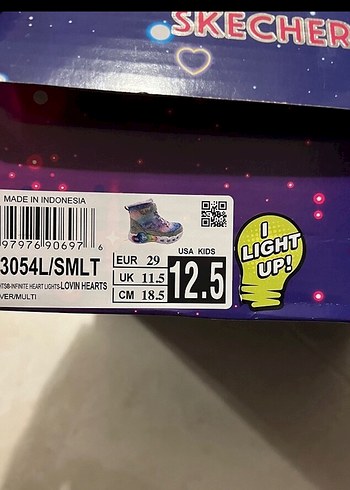 SKECHER
MADE IN INDONESIA
97976 90697 6
3054L/SMLT
HTS®-INFINITE HEART LIGHTS-LOVIN HEARTS
VER/MULTI
EUR 29
UK 11.5
CM 18.5
USA KIDS
12.5
I
LIGHT
UP!